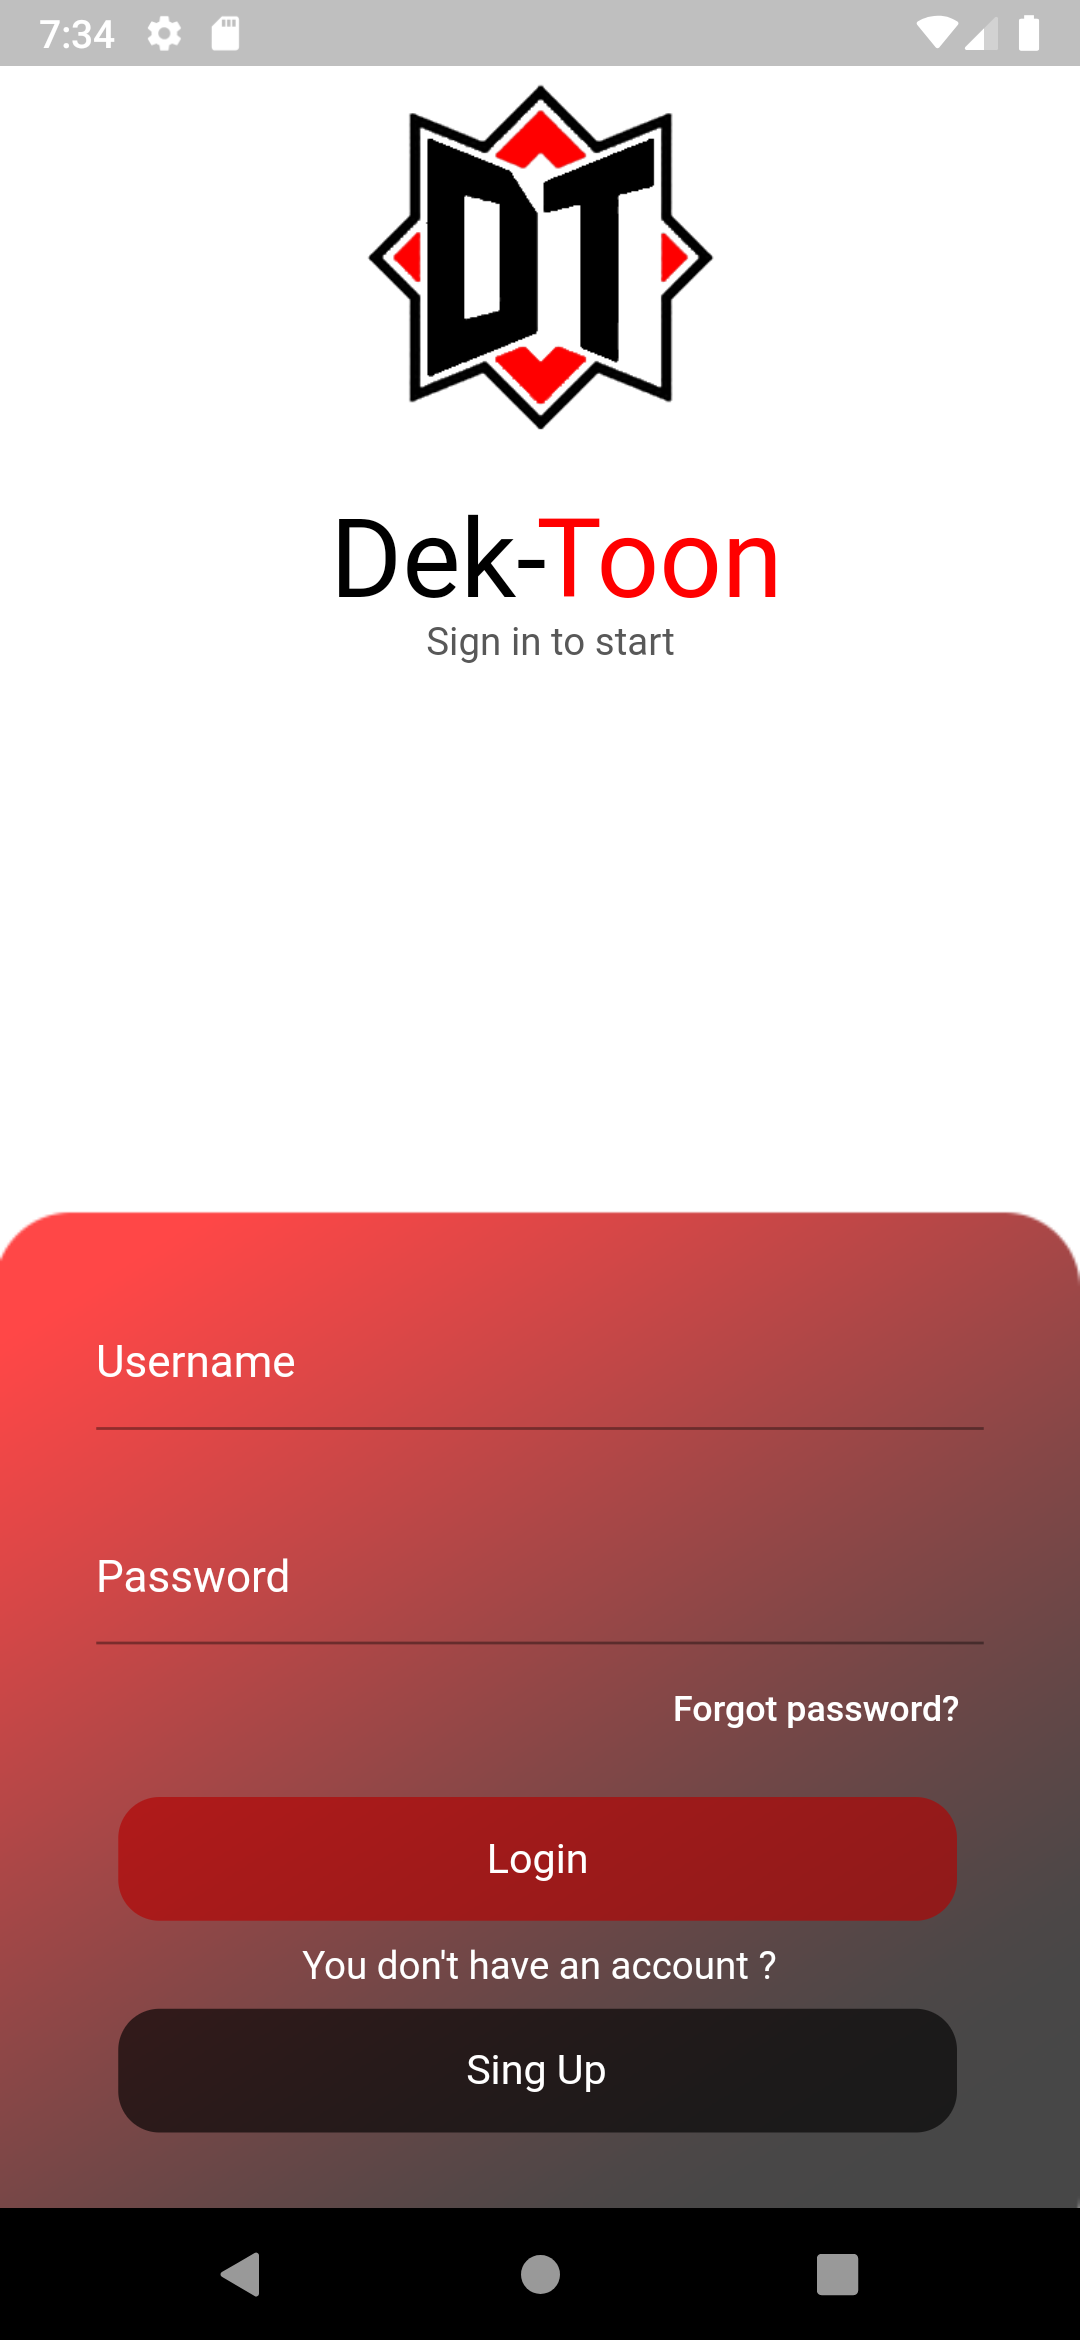 7:34
DT
Dek-Toon
Sign in to start
Username
Password
Forgot password?
Login
You don't have an account ?
Sing Up